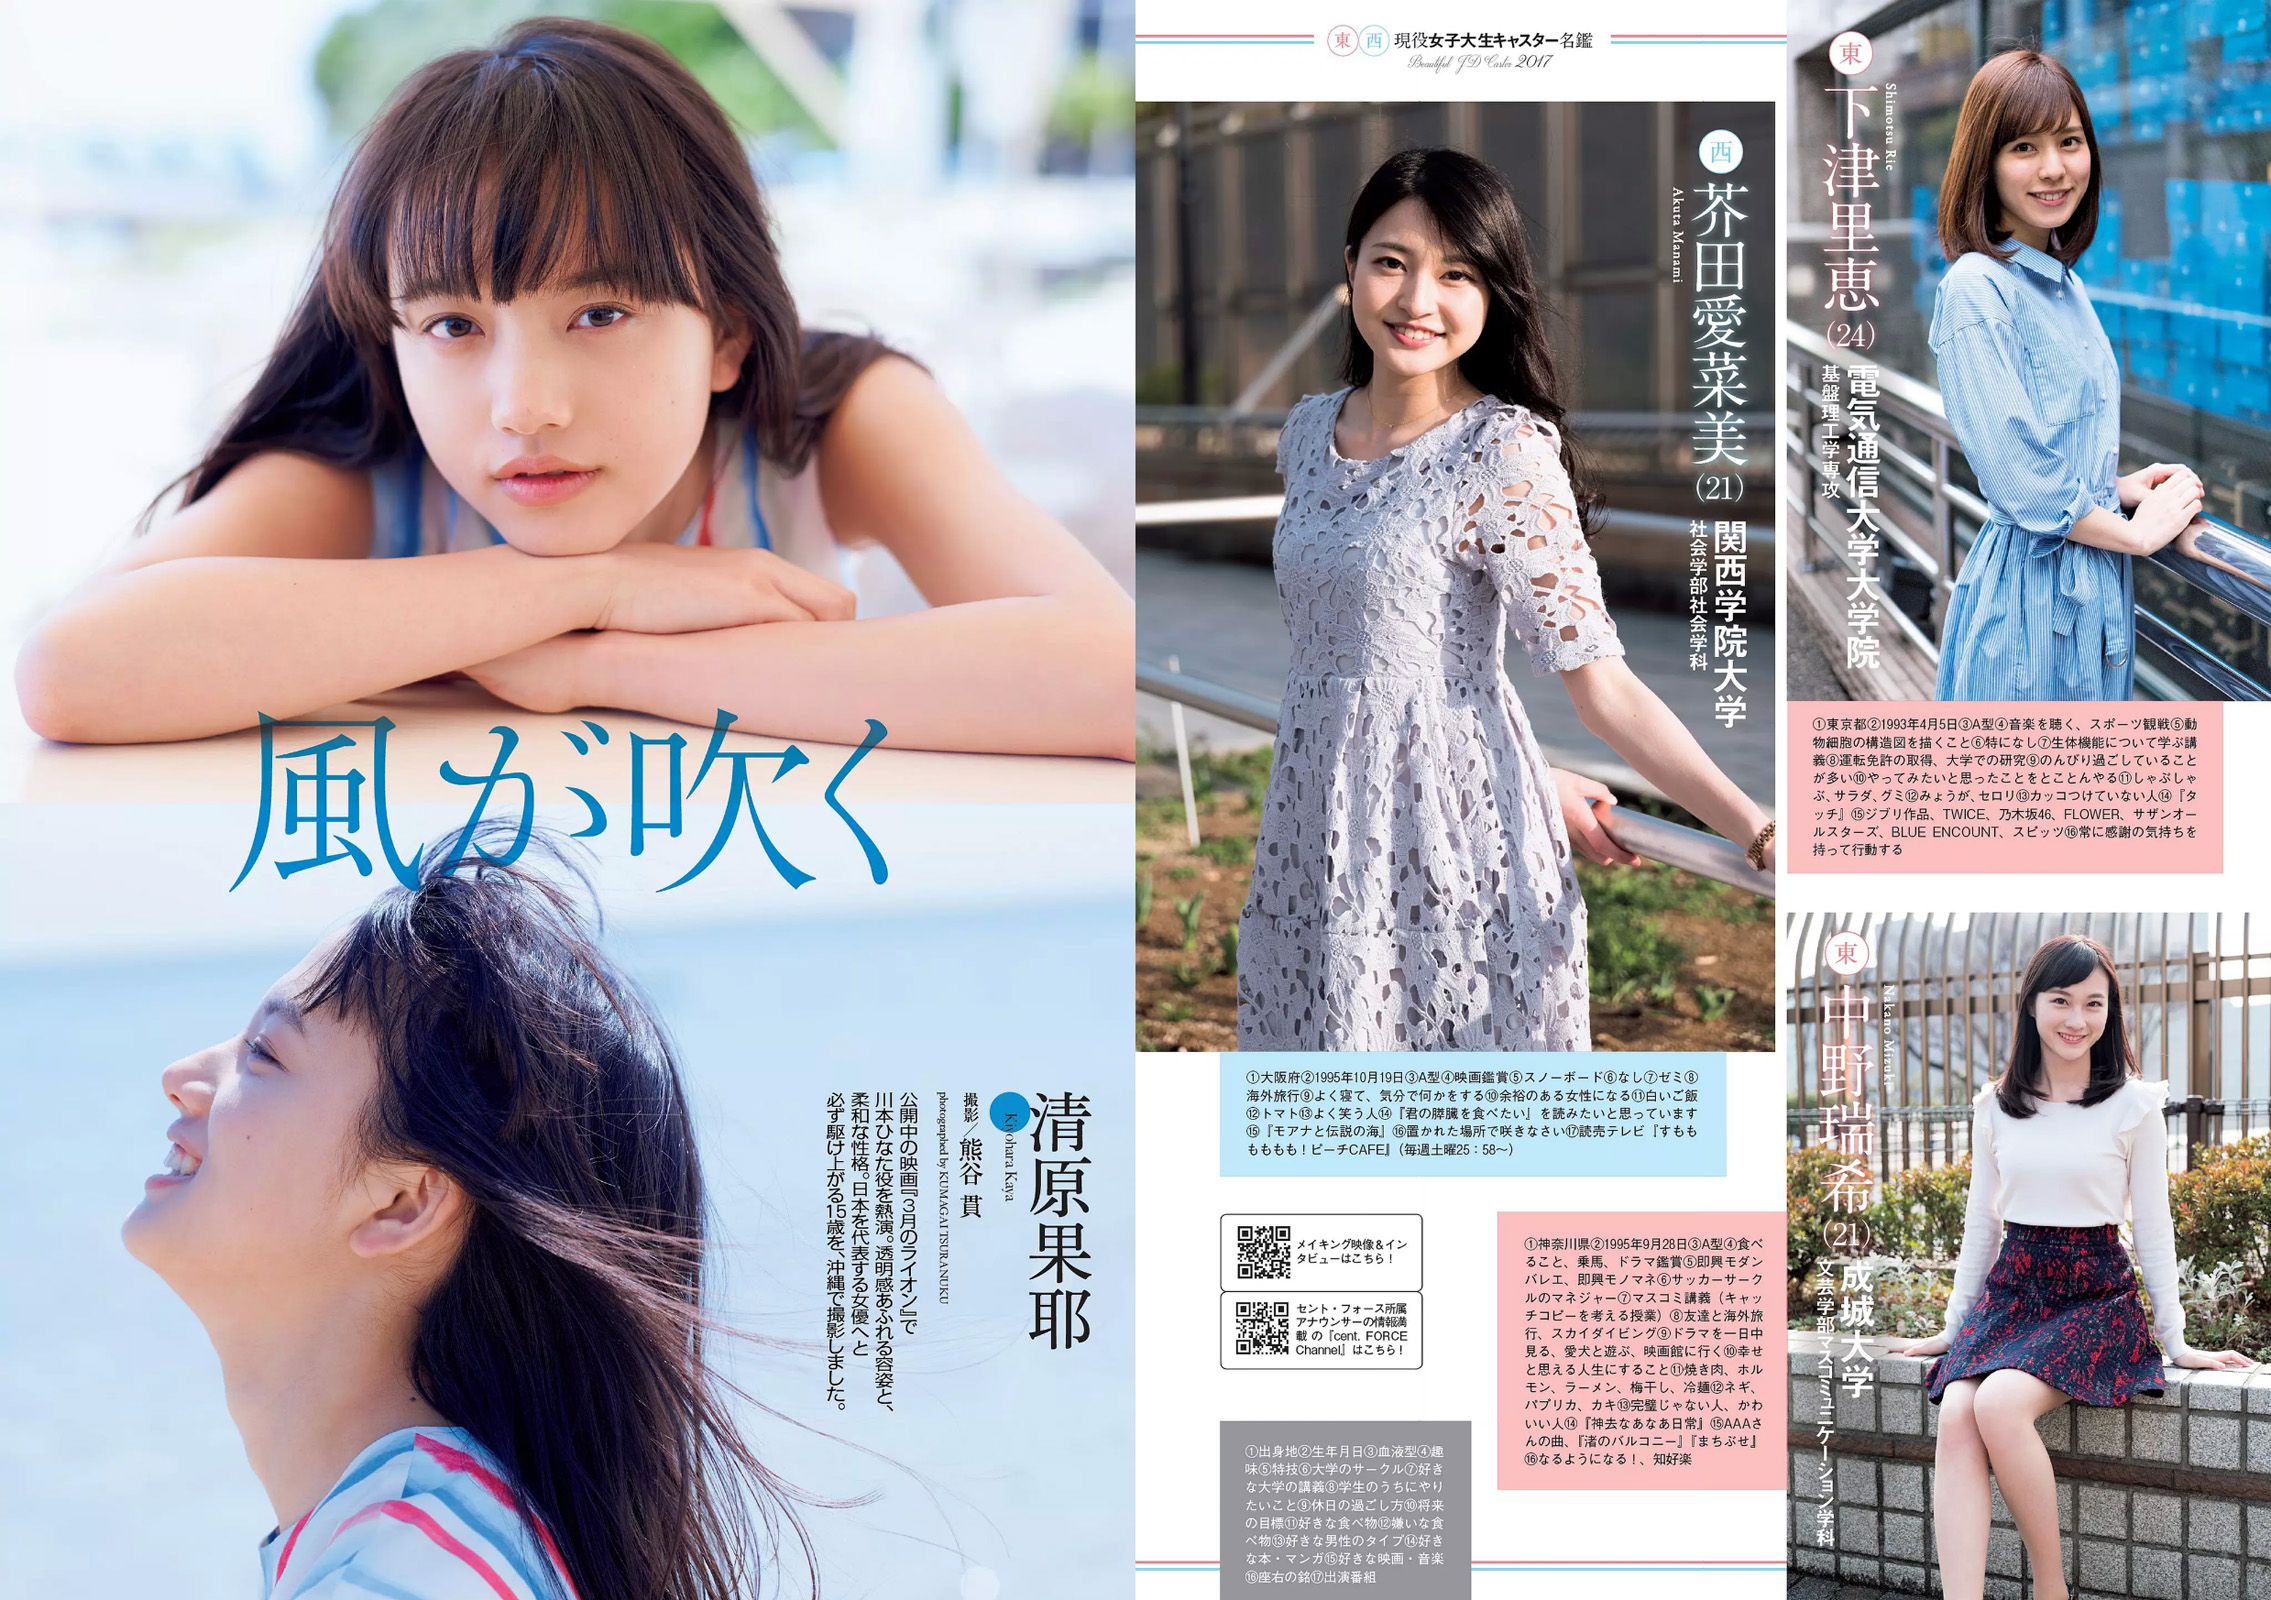 風が吹く
清原果耶
Kiyohara Kaya
撮影／熊谷 貫
photographed by KUMAGAI TSURANUKU
公開中の映画『3月のライオン』で
川本ひなた役を熱演。透明感あふれる容姿と、
柔和な性格。日本を代表する女優へと
必ず駆け上がる15歳を、沖縄で撮影しました。
東 西 現役女子大生キャスター名鑑
Beautiful JD Caster 2017
西
芥田愛菜美(21)
Akuta Manami
関西学院大学
社会学部社会学科
①大阪府②1995年10月19日③A型④映画鑑賞⑤スノーボード⑥なし⑦ゼミ⑧
海外旅行⑨よく寝て、気分で何かをする⑩余裕のある女性になる⑪白いご飯
⑫トマト⑬よく笑う人⑭『君の膵臓を食べたい』を読みたいと思っています
⑮『モアナと伝説の海』⑯置かれた場所で咲きなさい⑰読売テレビ『すもも
ももも！ピーチCAFE』（毎週土曜25：58～）
メイキング映像＆イン
タビューはこちら！
セント・フォース所属
アナウンサーの情報満
載の『cent. FORCE
Channel』はこちら！
①出身地②生年月日③血液型④趣
味⑤特技⑥大学のサークル⑦好き
な大学の講義⑧学生のうちにやり
たいこと⑨休日の過ごし方⑩将来
の目標⑪好きな食べ物⑫嫌いな食
べ物⑬好きな男性のタイプ⑭好き
な本・マンガ⑮好きな映画・音楽
⑯座右の銘⑰出演番組
東
下津里恵(24)
Shimotsu Rie
電気通信大学大学院
基盤理工学専攻
①東京都②1993年4月5日③A型④音楽を聴く、スポーツ観戦⑤動
物細胞の構造図を描くこと⑥特になし⑦生体機能について学ぶ講
義⑧運転免許の取得、大学での研究⑨のんびり過ごしていること
が多い⑩やってみたいと思ったことをとことんやる⑪しゃぶしゃ
ぶ、サラダ、グミ⑫みょうが、セロリ⑬カッコつけていない人⑭『タ
ッチ』⑮ジブリ作品、TWICE、乃木坂46、FLOWER、サザンオー
ルスターズ、BLUE ENCOUNT、スピッツ⑯常に感謝の気持ちを
持って行動する
東
中野瑞希(21)
Nakano Mizuki
成城大学
文芸学部マスコミュニケーション学科
①神奈川県②1995年9月28日③A型④食べ
ること、乗馬、ドラマ鑑賞⑤即興モダン
バレエ、即興モノマネ⑥サッカーサーク
ルのマネジャー⑦マスコミ講義（キャッ
チコピーを考える授業）⑧友達と海外旅
行、スカイダイビング⑨ドラマを一日中
見る、愛犬と遊ぶ、映画館に行く⑩幸せ
と思える人生にすること⑪焼き肉、ホル
モン、ラーメン、梅干し、冷麺⑫ネギ、
パプリカ、カキ⑬完璧じゃない人、かわ
いい人⑭『神去なあなあ日常』⑮AAAさ
んの曲、『渚のバルコニー』『まちぶせ』
⑯なるようになる！、知好楽